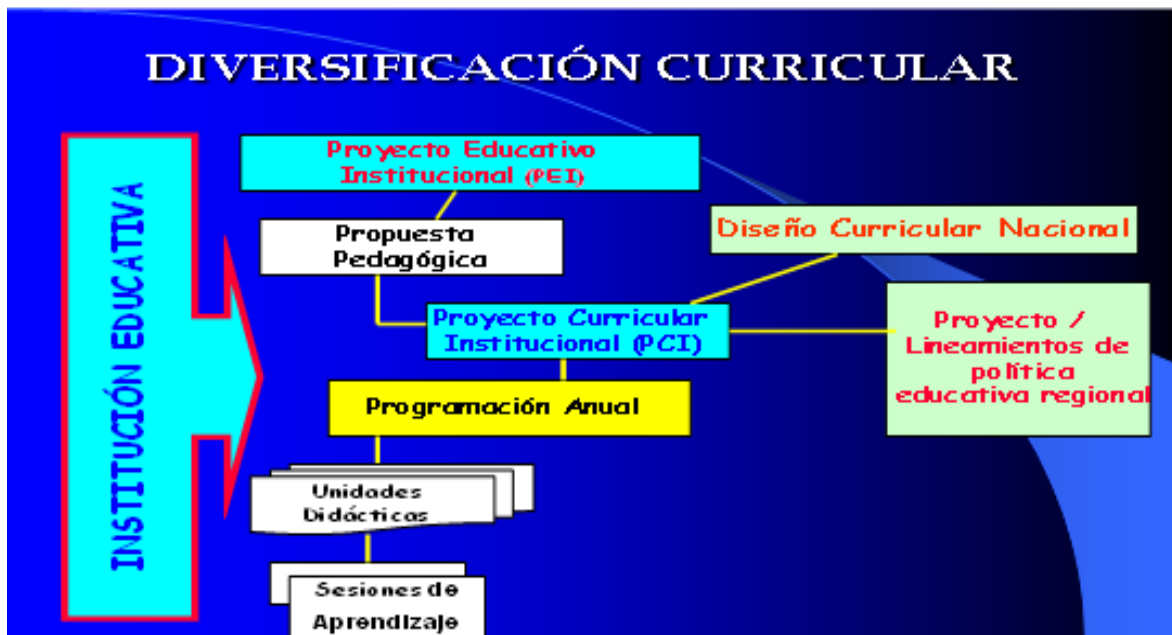 DIVERSIFICACIÓN CURRICULAR
INSTITUCIÓN EDUCATIVA
Proyecto Educativo
Institucional (PEI)
Propuesta
Pedagógica
Diseño Curricular Nacional
Proyecto Curricular
Institucional (PCI)
Proyecto /
Lineamientos de
política
educativa regional
Programación Anual
Unidades
Didácticas
Sesiones de
Aprendizaje